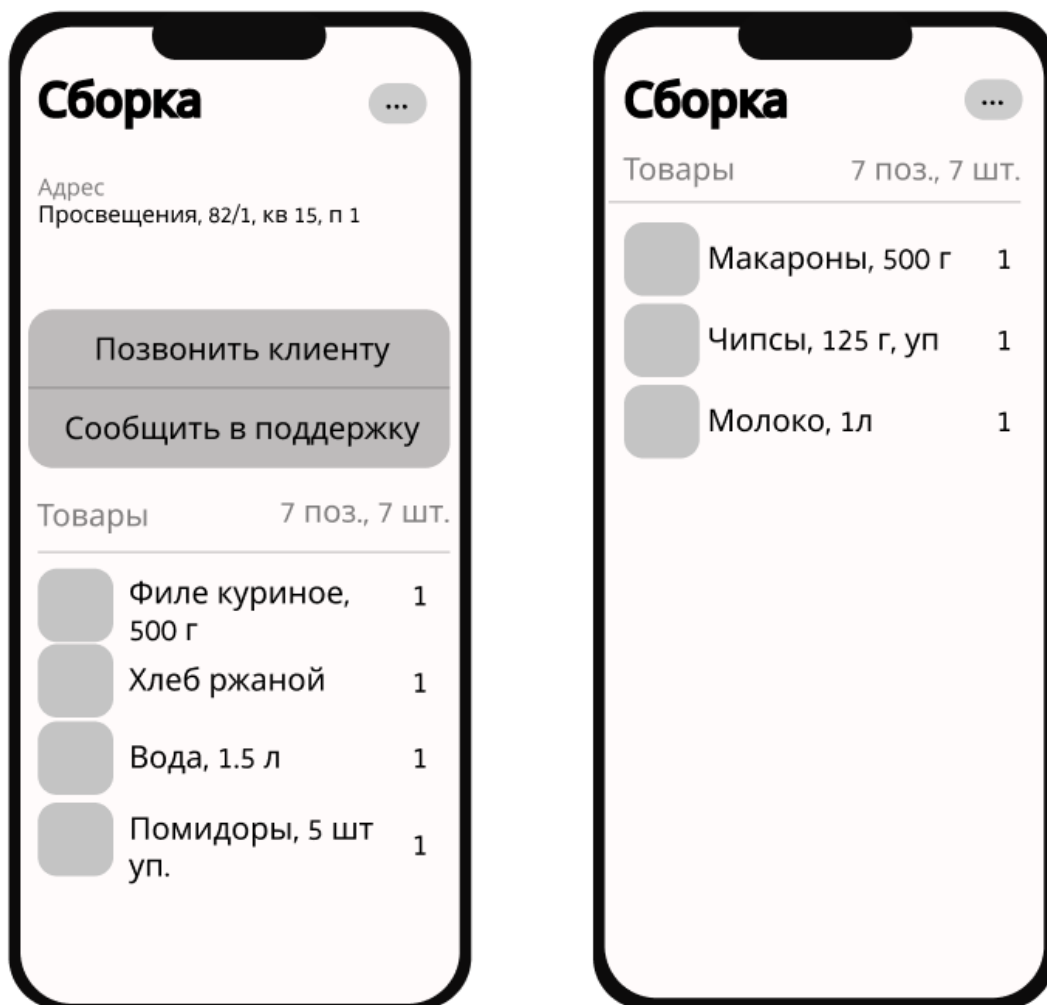 Сборка
...
Адрес
Просвещения, 82/1, кв 15, п 1
Позвонить клиенту
Сообщить в поддержку
Товары 7 поз., 7 шт.
Филе куриное, 1
500 г
Хлеб ржаной 1
Вода, 1.5 л 1
Помидоры, 5 шт 1
уп.
Сборка
...
Товары 7 поз., 7 шт.
Макароны, 500 г 1
Чипсы, 125 г, уп 1
Молоко, 1л 1